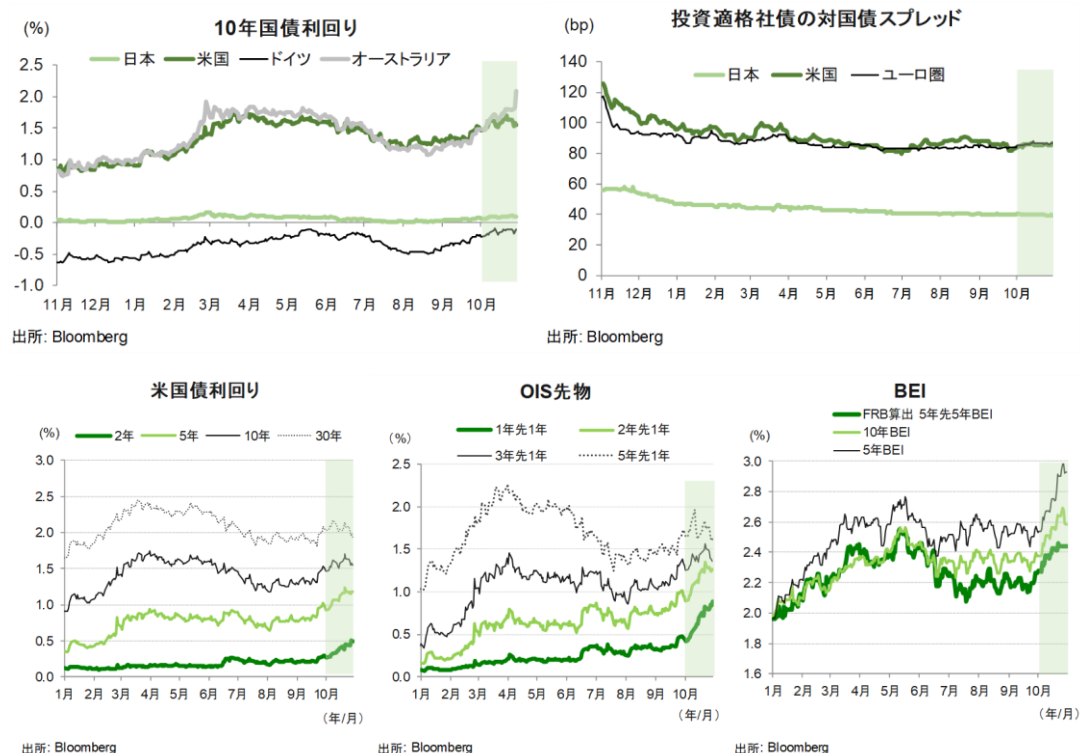 10年国債利回り
(%)
日本 米国 ドイツ オーストラリア
2.5
2.0
1.5
1.0
0.5
0.0
-0.5
-1.0
11月 12月 1月 2月 3月 4月 5月 6月 7月 8月 9月 10月
出所: Bloomberg
投資適格社債の対国債スプレッド
(bp)
日本 米国 ユーロ圏
140
120
100
80
60
40
20
0
11月 12月 1月 2月 4月 5月 6月 7月 8月 9月 10月
出所: Bloomberg
米国債利回り
2年 5年 10年 30年
(%)
3.0
2.5
2.0
1.5
1.0
0.5
0.0
1月 2月 3月 4月 5月 6月 7月 8月 9月 10月
(年/月)
出所: Bloomberg
OIS先物
1年先1年 2年先1年
3年先1年 5年先1年
(%)
2.5
2.0
1.5
1.0
0.5
0.0
1月 2月 3月 4月 5月 6月 7月 8月 9月 10月
(年/月)
出所: Bloomberg
BEI
FRB算出 5年先5年BEI
10年BEI
5年BEI
(%)
3.0
2.8
2.6
2.4
2.2
2.0
1.8
1.6
1月 2月 3月 4月 5月 6月 7月 8月 9月 10月
(年/月)
出所: Bloomberg